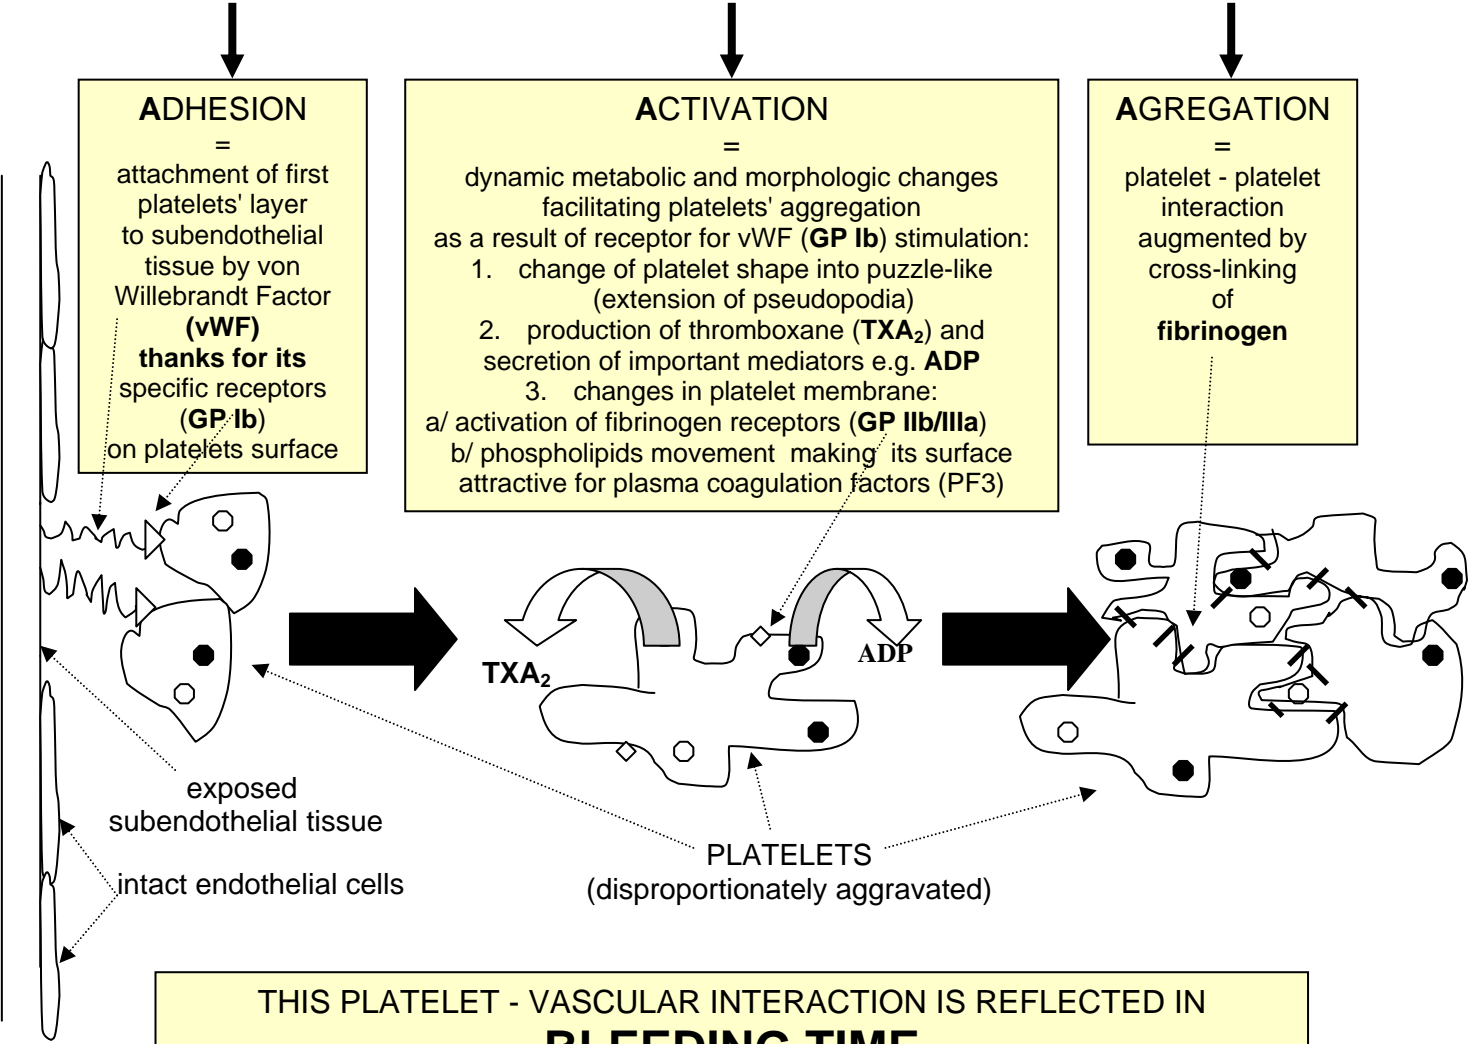 ADHESION
=
attachment of first
platelets' layer
to subendothelial
tissue by von
Willebrandt Factor
(vWF)
thanks for its
specific receptors
(GP Ib)
on platelets surface
ACTIVATION
=
dynamic metabolic and morphologic changes
facilitating platelets' aggregation
as a result of receptor for vWF (GP Ib) stimulation:
1. change of platelet shape into puzzle-like
(extension of pseudopodia)
2. production of thromboxane (TXA₂) and
secretion of important mediators e.g. ADP
3. changes in platelet membrane:
a/ activation of fibrinogen receptors (GP IIb/IIIa)
b/ phospholipids movement making its surface
attractive for plasma coagulation factors (PF3)
AGREGATION
=
platelet - platelet
interaction
augmented by
cross-linking
of
fibrinogen
TXA₂
ADP
exposed
subendothelial tissue
intact endothelial cells
PLATELETS
(disproportionately aggravated)
THIS PLATELET - VASCULAR INTERACTION IS REFLECTED IN
BLEEDING TIME